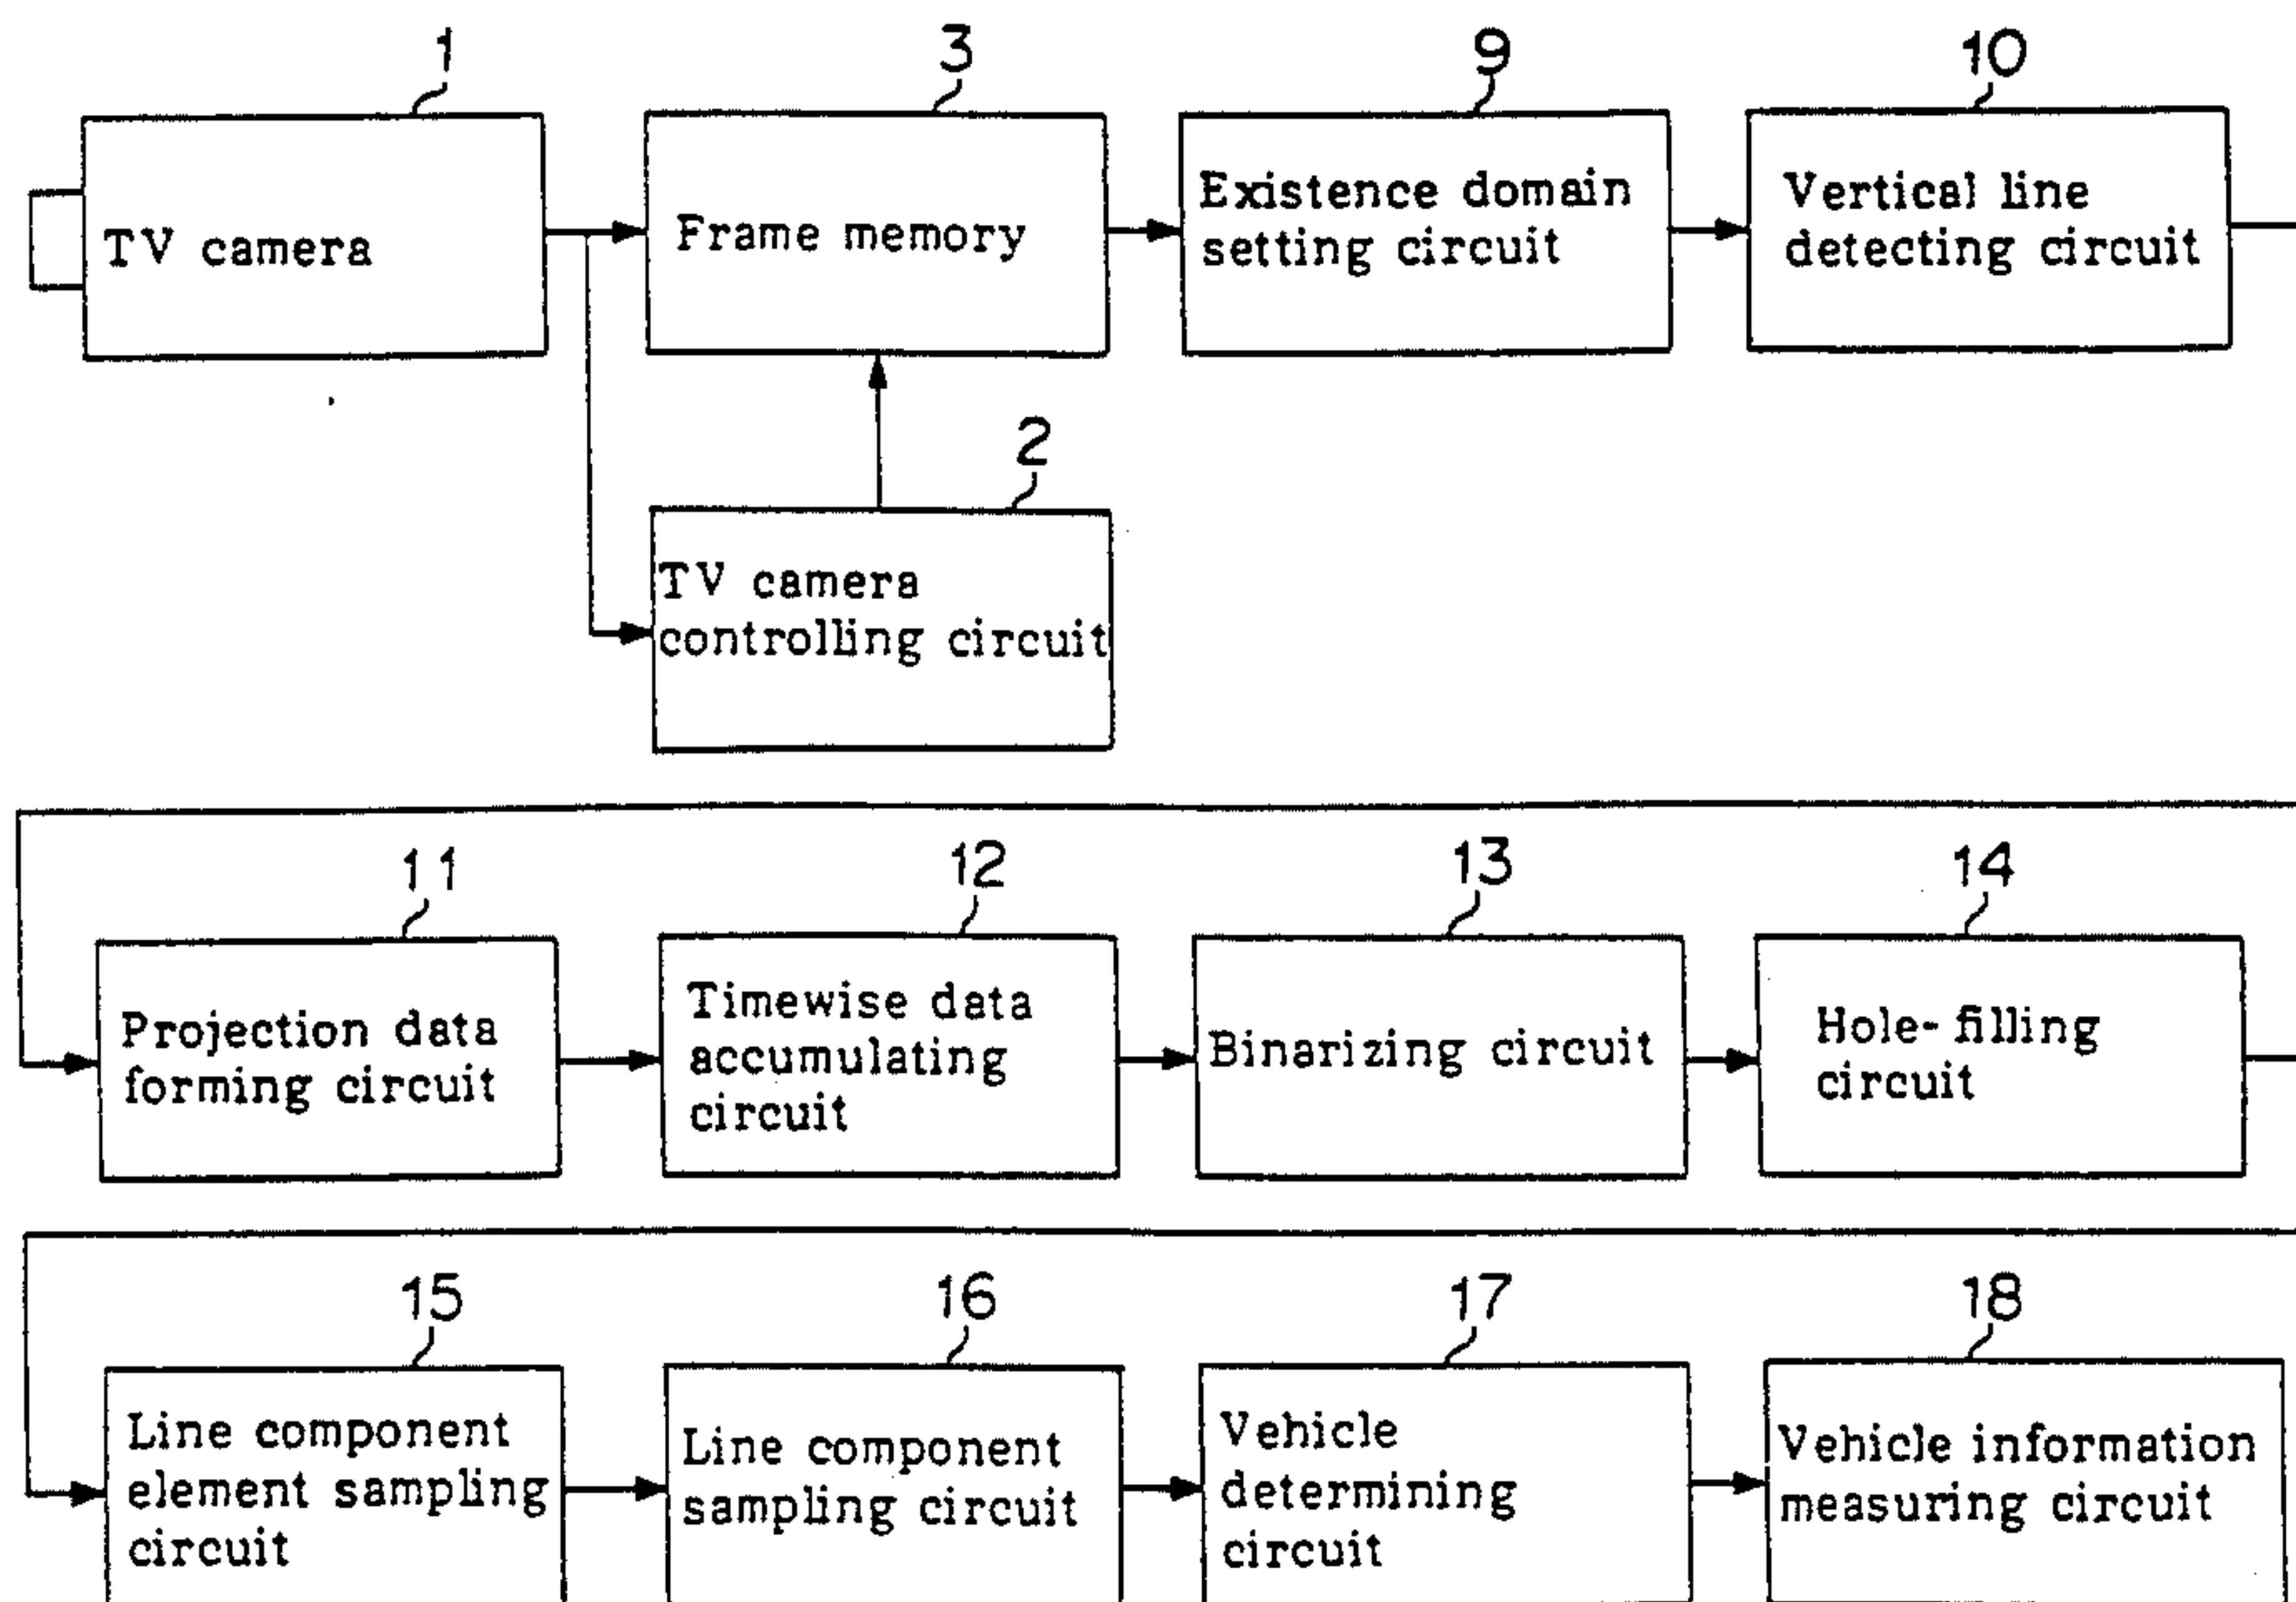 1
3
9
10
TV camera
Frame memory
Existence domain
setting circuit
Vertical line
detecting circuit
2
TV camera
controlling circuit
11
12
13
14
Projection data
forming circuit
Timewise data
accumulating
circuit
Binarizing circuit
Hole-filling
circuit
15
16
17
18
Line component
element sampling
circuit
Line component
sampling circuit
Vehicle
determining
circuit
Vehicle information
measuring circuit